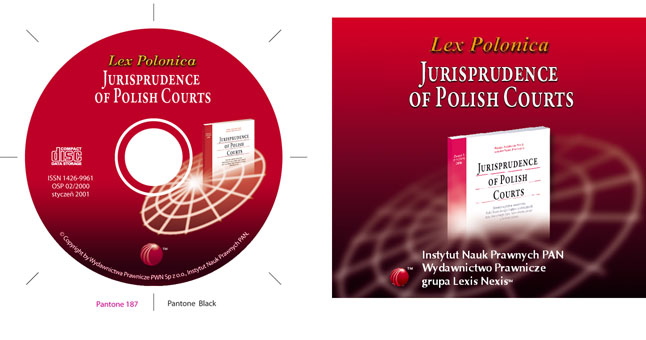 Lex Polonica
JURISPRUDENCE
OF POLISH COURTS
JURISPRUDENCE
OF POLISH
COURTS
COMPACT
disc
DATA STORAGE
ISSN 1426-9961
OSP 02/2000
styczeń 2001
TM
© Copyright by Wydawnictwa Prawnicze PWN Sp z o.o., Instytut Nauk Prawnych PAN,
Pantone 187
Pantone Black
Lex Polonica
JURISPRUDENCE
OF POLISH COURTS
JURISPRUDENCE
OF POLISH
COURTS
Instytut Nauk Prawnych PAN
Wydawnictwo Prawnicze
grupa Lexis Nexis™
TM